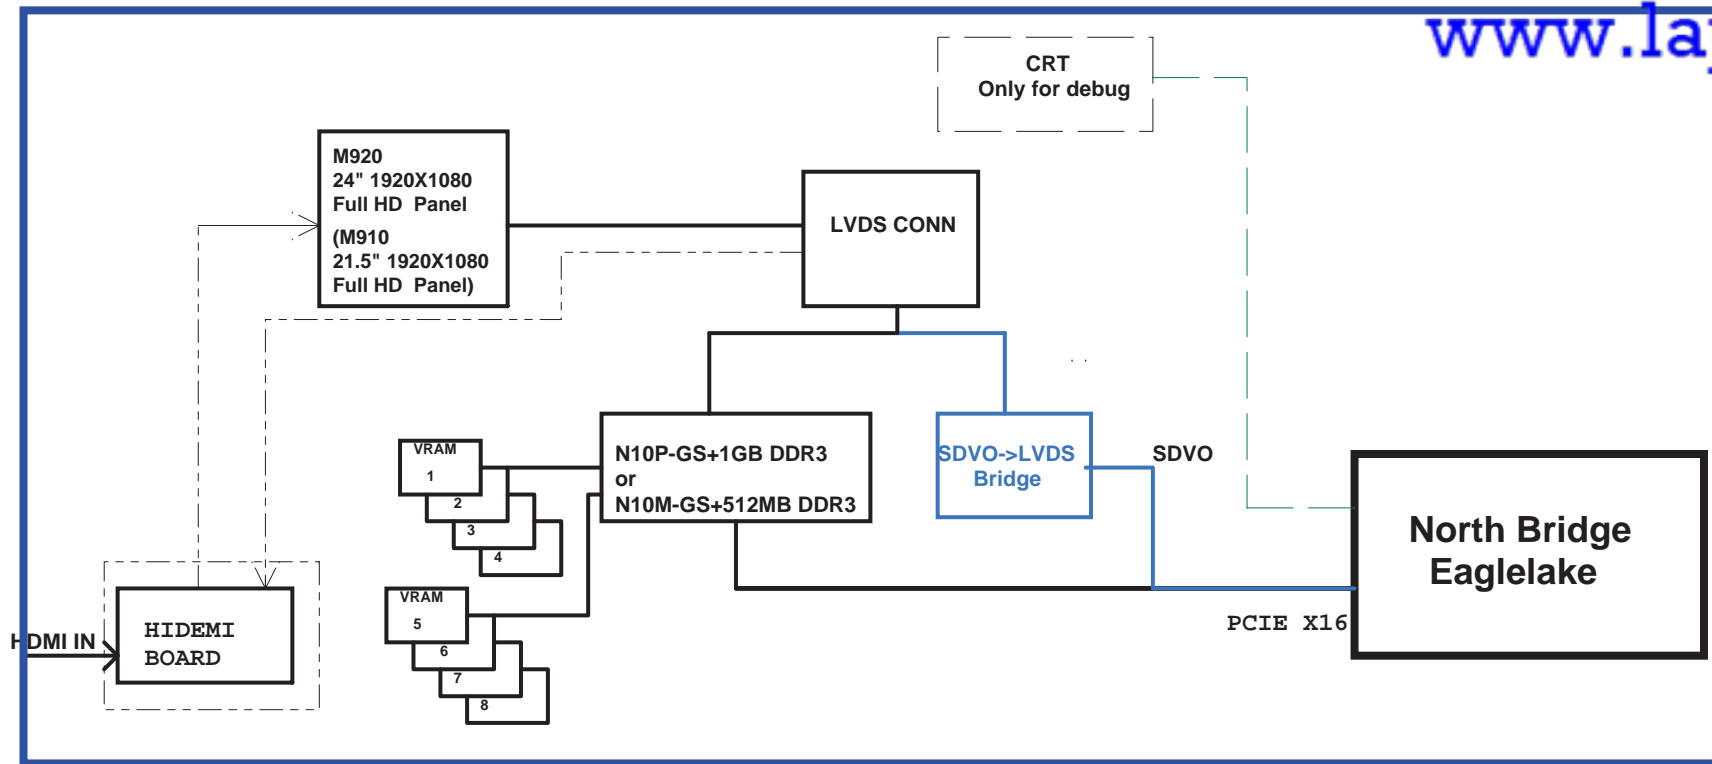 www.la
CRT
Only for debug
M920
24" 1920X1080
Full HD Panel
(M910
21.5" 1920X1080
Full HD Panel)
LVDS CONN
VRAM
1
2
3
4
N10P-GS+1GB DDR3
or
N10M-GS+512MB DDR3
SDVO->LVDS
Bridge
SDVO
North Bridge
Eaglelake
VRAM
5
6
7
8
PCIE X16
HDMI IN
HIDEMI
BOARD